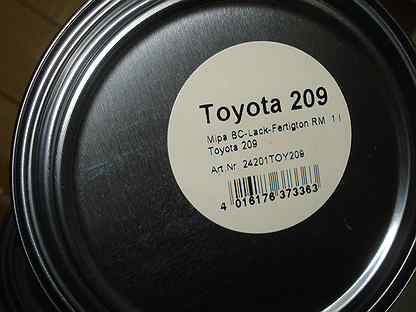 Toyota 209
Mipa BC-Lack-Fertigton RM 1 l
Toyota 209
Art.Nr. 24201TOY209
4 016176 373363